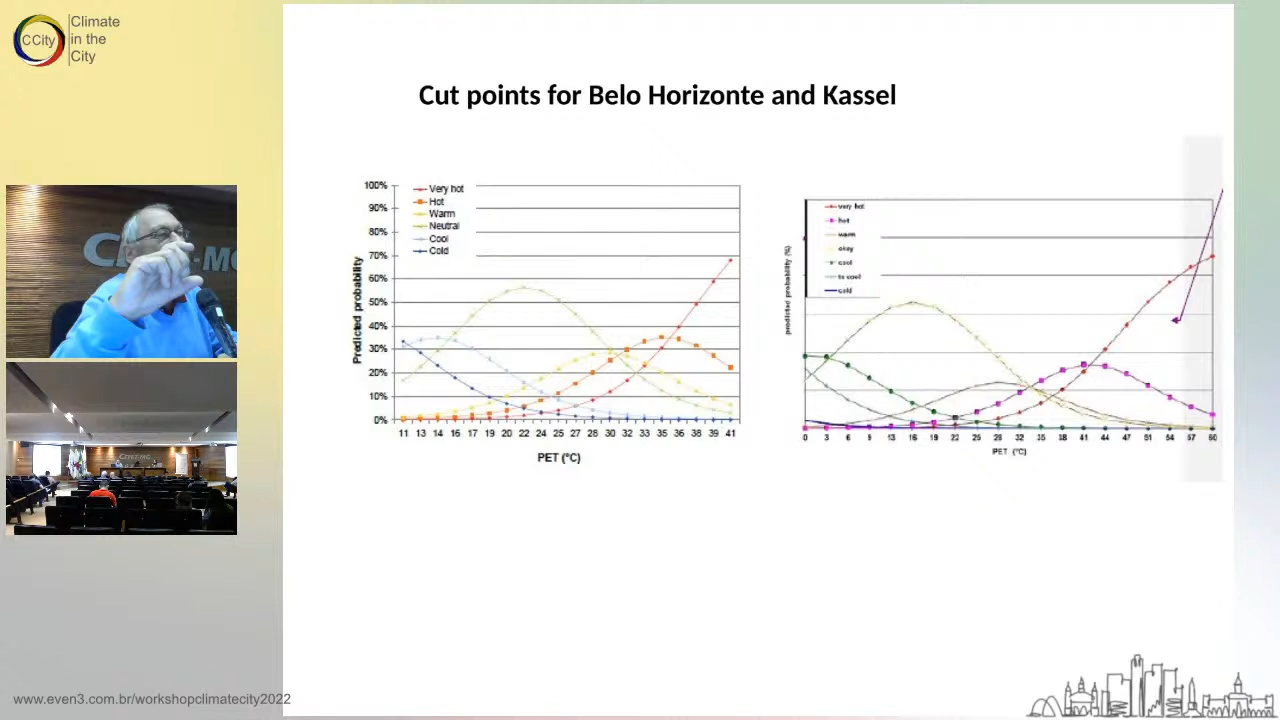 CCity
Climate
in the
City
Cut points for Belo Horizonte and Kassel
100%
90%
80%
70%
60%
50%
40%
30%
20%
10%
0%
Predicted probability
Very hot
Hot
Warm
Neutral
Cool
Cold
11 13 14 16 17 19 20 22 24 25 27 28 30 32 33 35 36 38 39 41
PET (°C)
predicted probability (%)
very hot
hot
warm
okay
cool
to cool
cold
0 3 6 9 13 16 19 22 25 28 32 35 38 41 44 47 51 54 57 60
PET (°C)
www.even3.com.br/workshopclimatecity2022